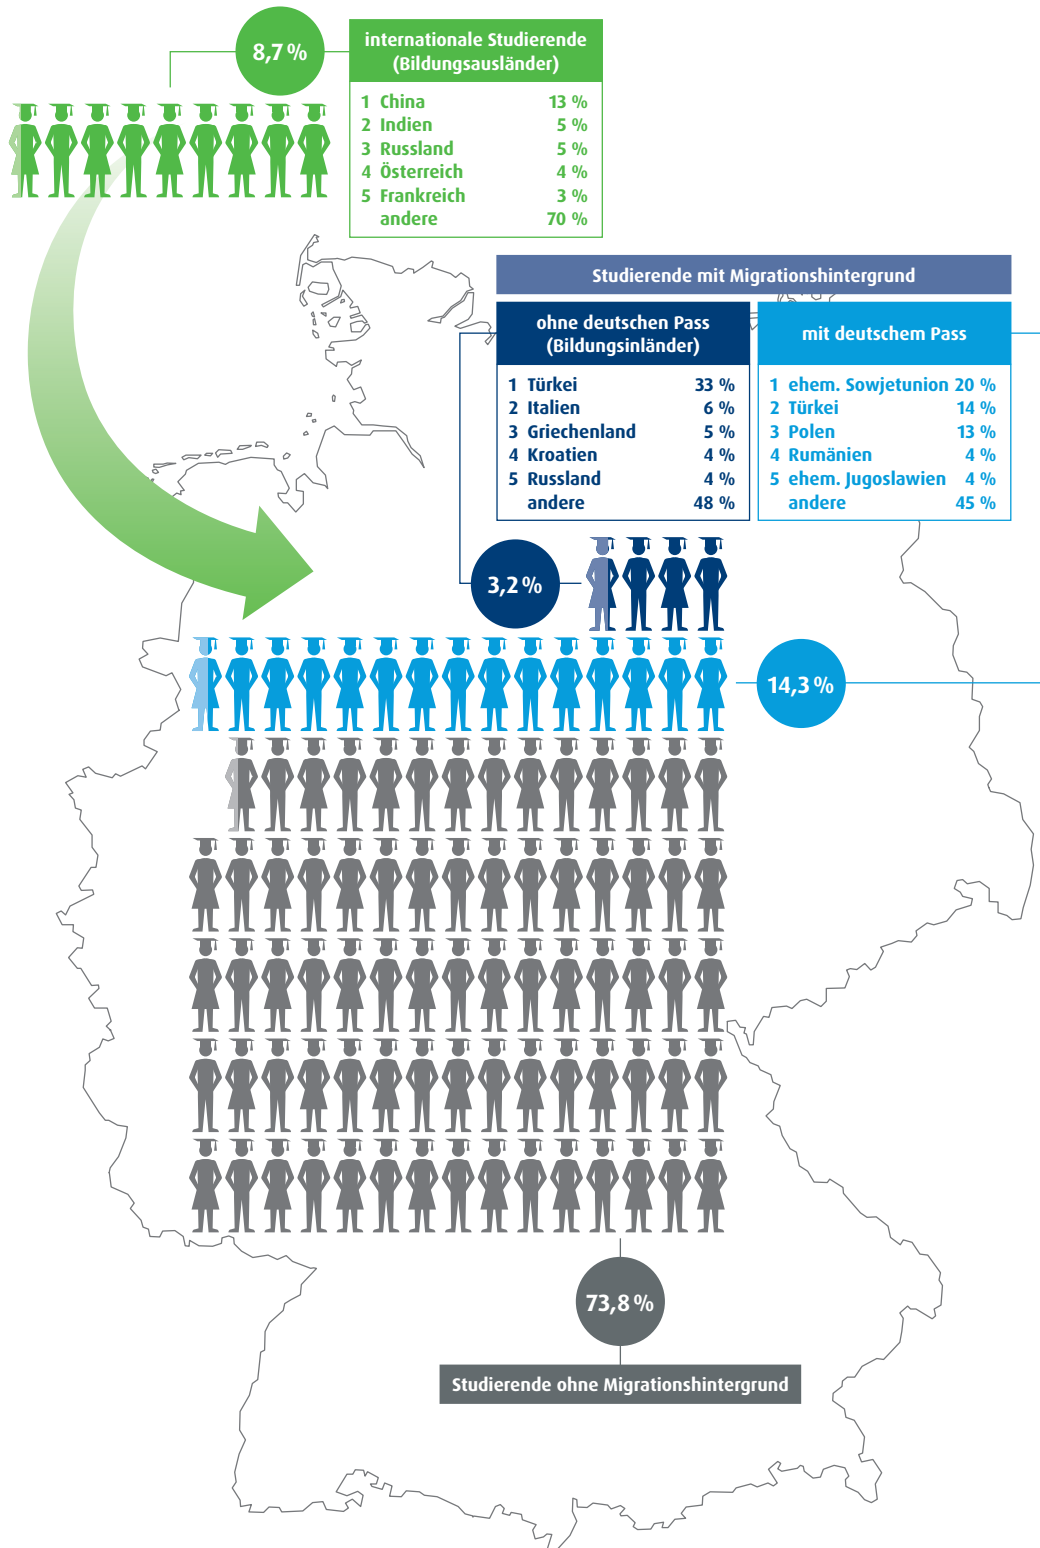 8,7 %
internationale Studierende
(Bildungsausländer)
1 China 13 %
2 Indien 5 %
3 Russland 5 %
4 Österreich 4 %
5 Frankreich 3 %
andere 70 %
Studierende mit Migrationshintergrund
ohne deutschen Pass
(Bildungsinländer)
1 Türkei 33 %
2 Italien 6 %
3 Griechenland 5 %
4 Kroatien 4 %
5 Russland 4 %
andere 48 %
mit deutschem Pass
1 ehem. Sowjetunion 20 %
2 Türkei 14 %
3 Polen 13 %
4 Rumänien 4 %
5 ehem. Jugoslawien 4 %
andere 45 %
3,2 %
14,3 %
73,8 %
Studierende ohne Migrationshintergrund